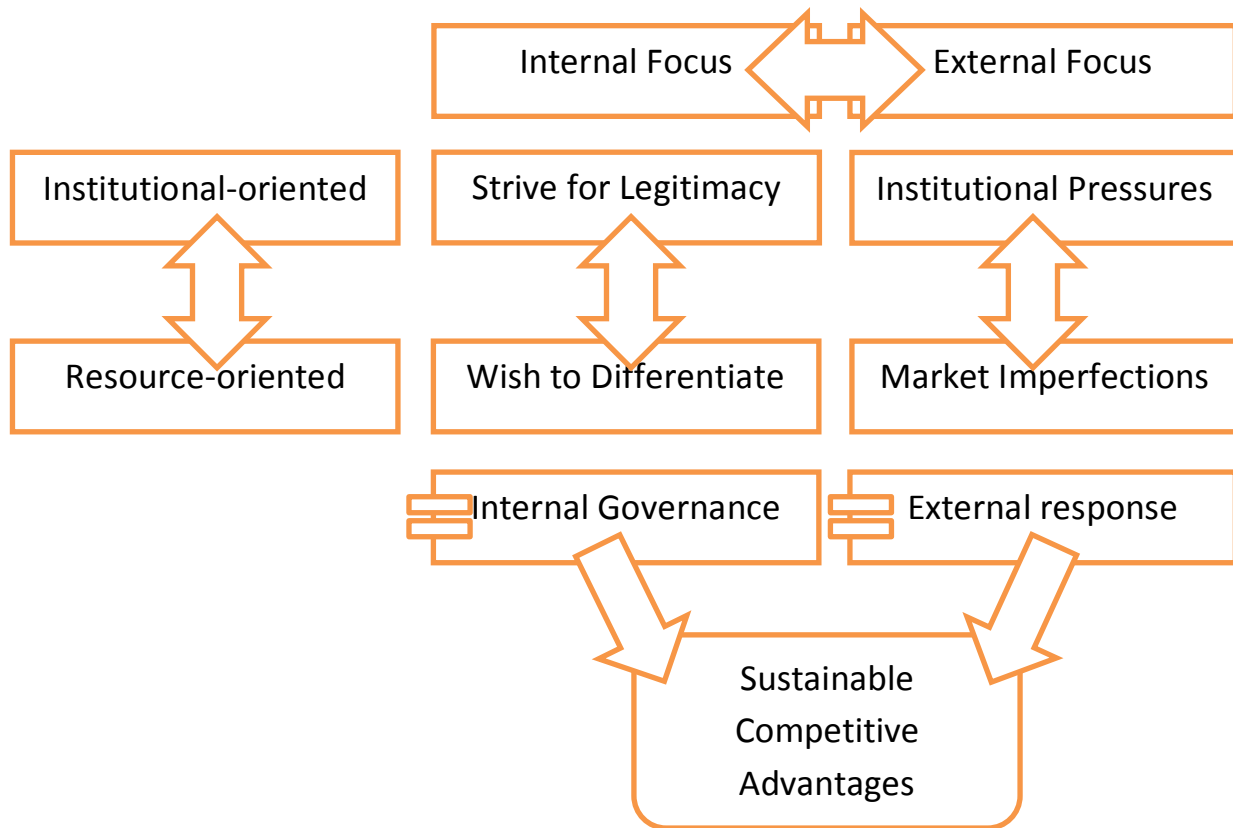 Internal Focus
External Focus
Institutional-oriented
Strive for Legitimacy
Institutional Pressures
Resource-oriented
Wish to Differentiate
Market Imperfections
Internal Governance
External response
Sustainable
Competitive
Advantages